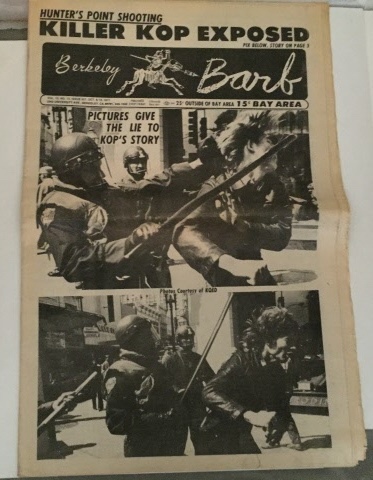 HUNTER'S POINT SHOOTING
KILLER KOP EXPOSED
PIX BELOW, STORY ON PAGE 3
Berkeley Barb
25¢ OUTSIDE OF BAY AREA 15¢ BAY AREA
PICTURES GIVE
THE LIE TO
KOP'S STORY
Photos Courtesy of KQED